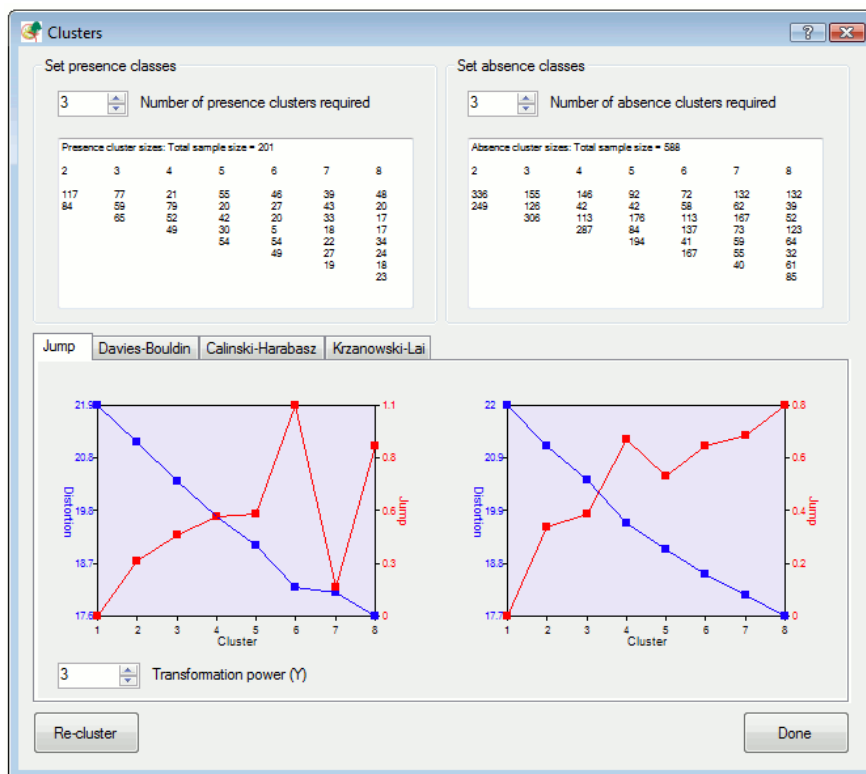 Clusters
Set presence classes
3 Number of presence clusters required
Presence cluster sizes: Total sample size = 201
2 3 4 5 6 7 8
117 77 21 55 46 39 48
84 59 79 20 27 43 20
65 52 42 20 33 17
49 30 5 18 17
54 54 22 34
49 27 24
19 18
23
Set absence classes
3 Number of absence clusters required
Absence cluster sizes: Total sample size = 588
2 3 4 5 6 7 8
336 155 146 92 72 132 132
249 126 42 42 58 62 39
306 113 176 113 167 52
287 84 137 73 123
194 41 59 64
167 55 32
40 61
85
Jump Davies-Bouldin Calinski-Harabasz Krzanowski-Lai
21.9
20.8
19.8
18.7
17.6
Distortion
1.1
0.8
0.6
0.3
0
Jump
1 2 3 4 5 6 7 8
Cluster
22
20.9
19.9
18.8
17.7
Distortion
0.8
0.6
0.4
0.2
0
Jump
1 2 3 4 5 6 7 8
Cluster
3 Transformation power (Y)
Re-cluster
Done